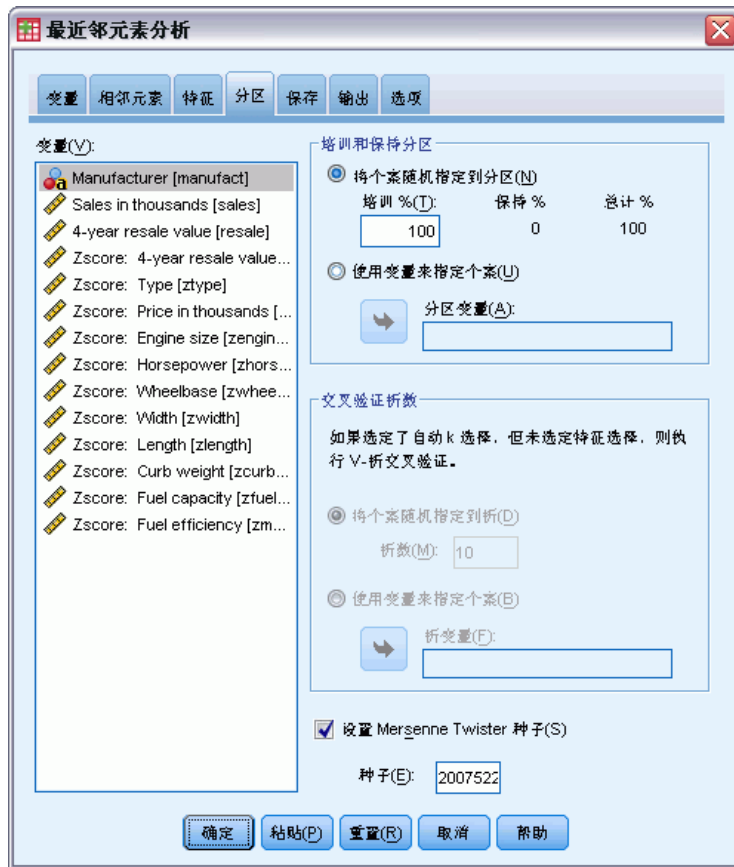 最近邻元素分析
变量 相邻元素 特征 分区 保存 输出 选项
变量(V):
Manufacturer [manufact]
Sales in thousands [sales]
4-year resale value [resale]
Zscore: 4-year resale value...
Zscore: Type [ztype]
Zscore: Price in thousands [...
Zscore: Engine size [zengin...
Zscore: Horsepower [zhors...
Zscore: Wheelbase [zwhee...
Zscore: Width [zwidth]
Zscore: Length [zlength]
Zscore: Curb weight [zcurb...
Zscore: Fuel capacity [zfuel...
Zscore: Fuel efficiency [zm...
培训和保持分区
将个案随机指定到分区(N)
培训 %(T): 保持 % 总计 %
100 0 100
使用变量来指定个案(U)
分区变量(A):
交叉验证折数
如果选定了自动 k 选择，但未选定特征选择，则执
行 V-折交叉验证。
将个案随机指定到折(D)
折数(M): 10
使用变量来指定个案(B)
折变量(F):
设置 Mersenne Twister 种子(S)
种子(E): 2007522
确定 粘贴(P) 重置(R) 取消 帮助